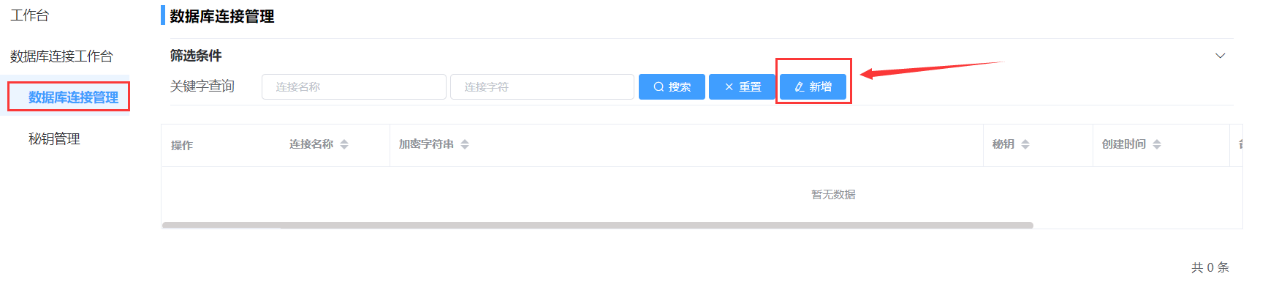 工作台
数据库连接工作台
数据库连接管理
秘钥管理
数据库连接管理
筛选条件
关键字查询 连接名称 连接字符 搜索 重置 新增
操作 连接名称 加密字符串 秘钥 创建时间
暂无数据
共 0 条